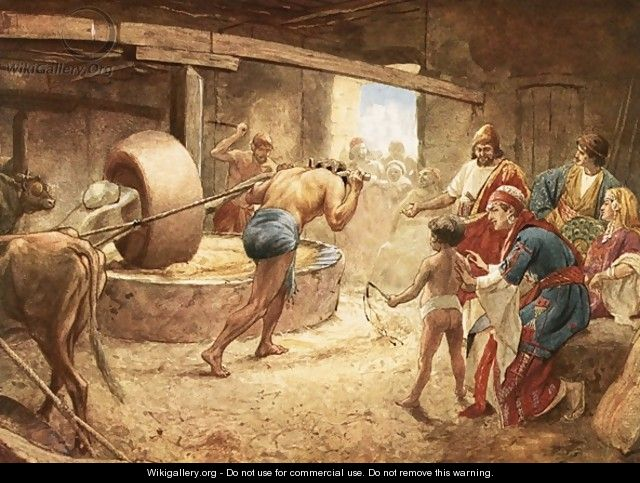 WikiGallery.Org
Wikigallery.org - Do not use for commercial use. Do not remove this warning.